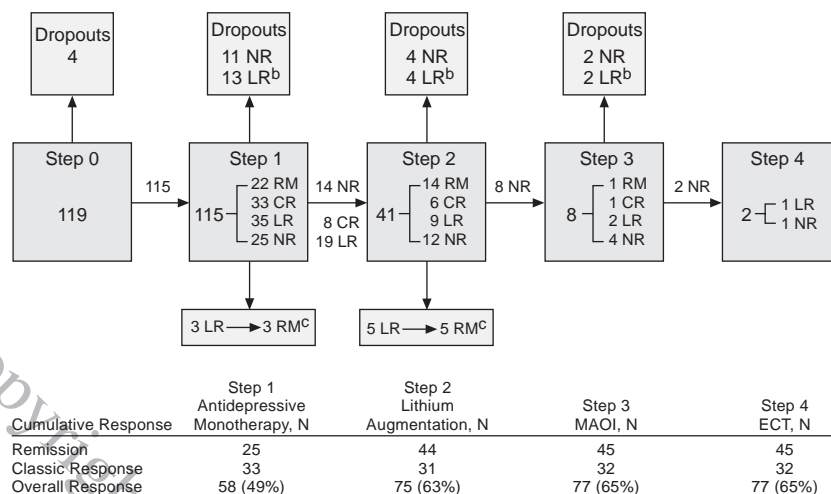 Dropouts
4
Dropouts
11 NR
13 LRb
Dropouts
4 NR
4 LRb
Dropouts
2 NR
2 LRb
Step 0
119
115
Step 1
115
22 RM
33 CR
35 LR
25 NR
14 NR
8 CR
19 LR
Step 2
41
14 RM
6 CR
9 LR
12 NR
8 NR
Step 3
8
1 RM
1 CR
2 LR
4 NR
2 NR
Step 4
2
1 LR
1 NR
3 LR → 3 RMc
5 LR → 5 RMc
Cumulative Response
Step 1
Antidepressive
Monotherapy, N
Step 2
Lithium
Augmentation, N
Step 3
MAOI, N
Step 4
ECT, N
Remission 25 44 45 45
Classic Response 33 31 32 32
Overall Response 58 (49%) 75 (63%) 77 (65%) 77 (65%)